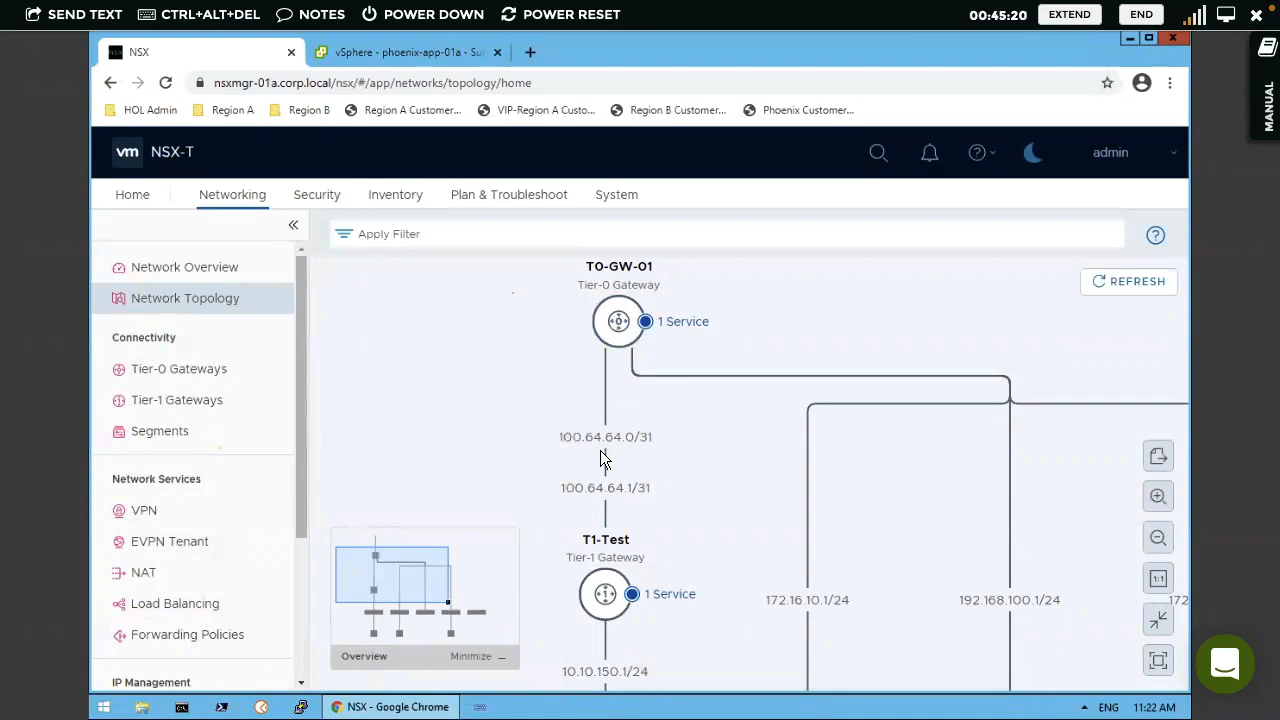 SEND TEXT CTRL+ALT+DEL NOTES POWER DOWN POWER RESET 00:45:20 EXTEND END
NSX vSphere - phoenix-app-01a - Su
nsxmgr-01a.corp.local/nsx/#/app/networks/topology/home
HOL Admin Region A Region B Region A Customer... VIP-Region A Custo... Region B Customer... Phoenix Customer...
MANUAL
vm NSX-T admin
Home Networking Security Inventory Plan & Troubleshoot System
Apply Filter
Network Overview
Network Topology
Connectivity
Tier-0 Gateways
Tier-1 Gateways
Segments
Network Services
VPN
EVPN Tenant
NAT
Load Balancing
Forwarding Policies
IP Management
T0-GW-01
Tier-0 Gateway
1 Service
REFRESH
100.64.64.0/31
100.64.64.1/31
T1-Test
Tier-1 Gateway
1 Service
172.16.10.1/24 192.168.100.1/24 172
1:1
10.10.150.1/24
Overview Minimize
NSX - Google Chrome ENG 11:22 AM